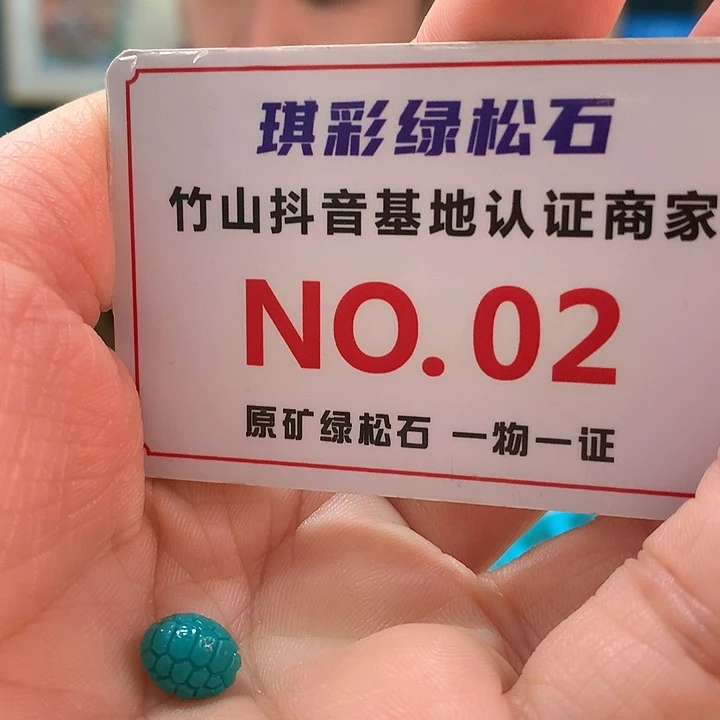 琪彩绿松石
竹山抖音基地认证商家
NO. 02
原矿绿松石 一物一证